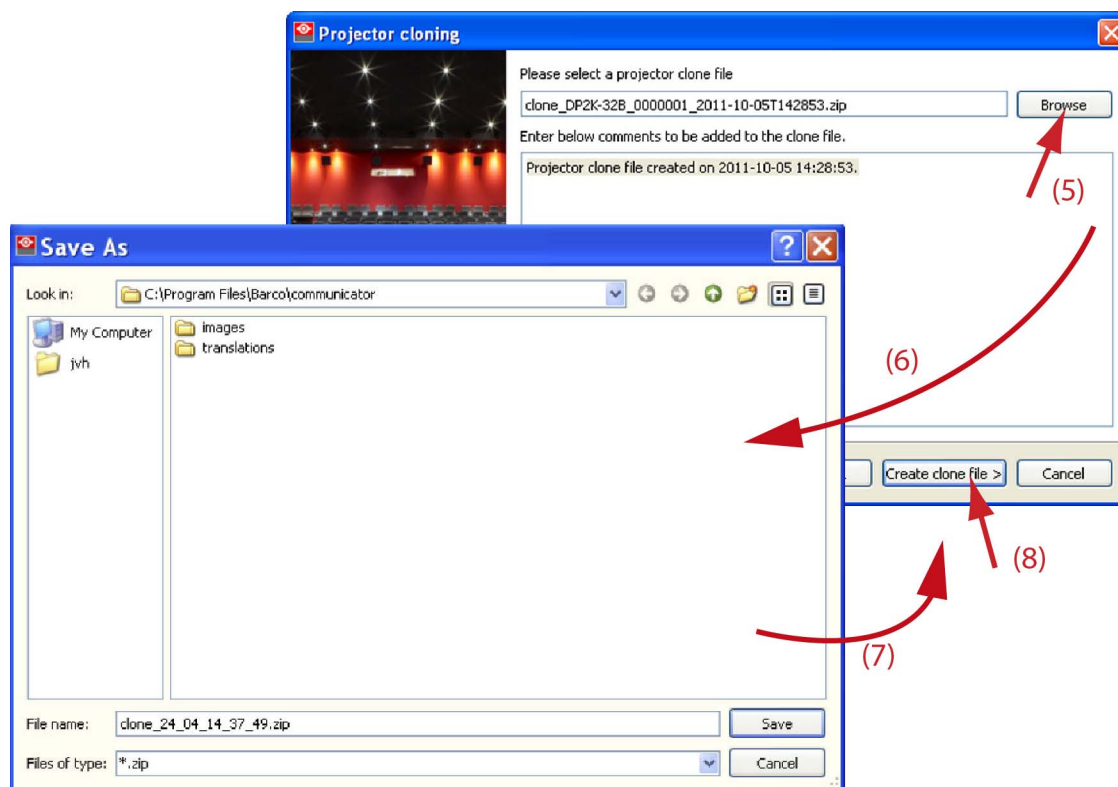 Projector cloning
Please select a projector clone file
clone_DP2K-32B_0000001_2011-10-05T142853.zip
Browse
Enter below comments to be added to the clone file.
Projector clone file created on 2011-10-05 14:28:53.
(5)
Save As
Look in:
C:\Program Files\Barco\communicator
My Computer
images
jvh
translations
(6)
Create clone file >
Cancel
(8)
(7)
File name:
clone_24_04_14_37_49.zip
Save
Files of type:
*.zip
Cancel